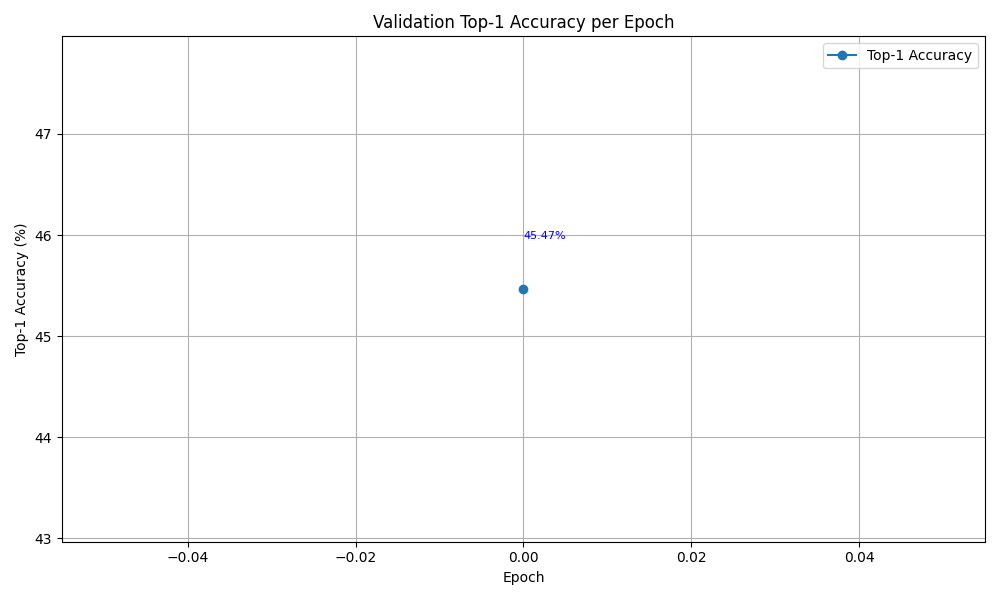 Validation Top-1 Accuracy per Epoch
Top-1 Accuracy
47
46
45.47%
45
44
43
Top-1 Accuracy (%)
−0.04
−0.02
0.00
0.02
0.04
Epoch